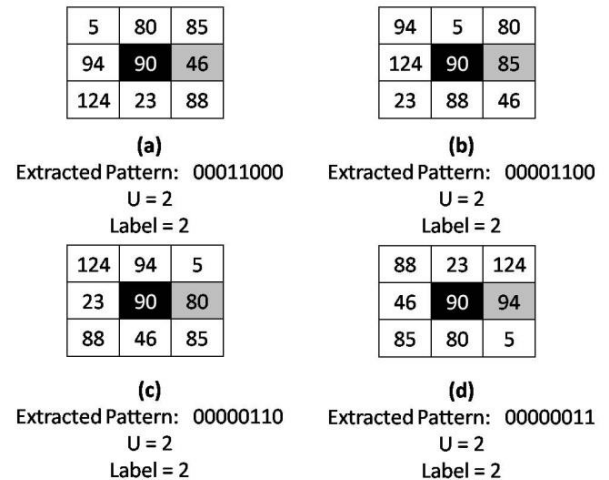 5 80 85
94 90 46
124 23 88
(a)
Extracted Pattern: 00011000
U = 2
Label = 2
94 5 80
124 90 85
23 88 46
(b)
Extracted Pattern: 00001100
U = 2
Label = 2
124 94 5
23 90 80
88 46 85
(c)
Extracted Pattern: 00000110
U = 2
Label = 2
88 23 124
46 90 94
85 80 5
(d)
Extracted Pattern: 00000011
U = 2
Label = 2